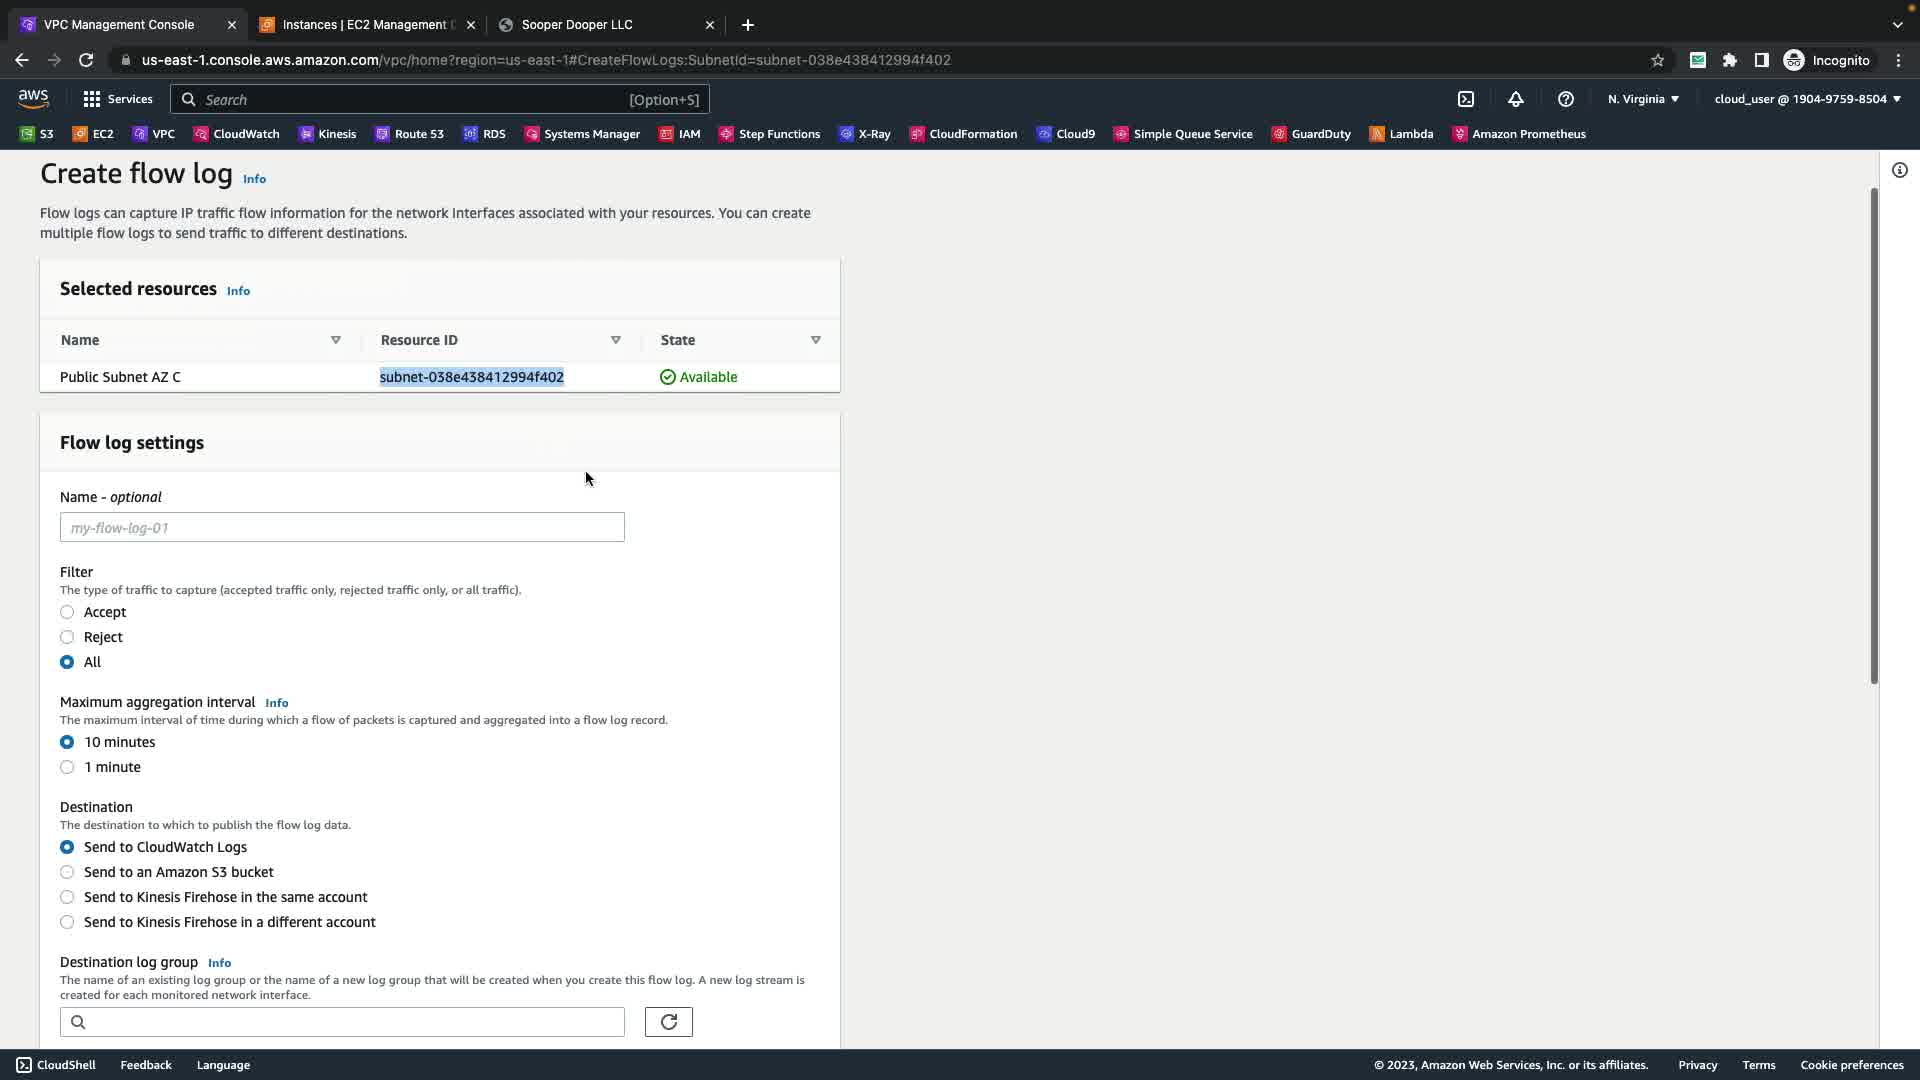 VPC Management Console
Instances | EC2 Management
Sooper Dooper LLC
us-east-1.console.aws.amazon.com/vpc/home?region=us-east-1#CreateFlowLogs:SubnetId=subnet-038e438412994f402
Incognito
aws
Services
Search
[Option+S]
N. Virginia
cloud_user @ 1904-9759-8504
S3
EC2
VPC
CloudWatch
Kinesis
Route 53
RDS
Systems Manager
IAM
Step Functions
X-Ray
CloudFormation
Cloud9
Simple Queue Service
GuardDuty
Lambda
Amazon Prometheus
Create flow log Info
Flow logs can capture IP traffic flow information for the network interfaces associated with your resources. You can create
multiple flow logs to send traffic to different destinations.
Selected resources Info
Name
Resource ID
State
Public Subnet AZ C
subnet-038e438412994f402
Available
Flow log settings
Name - optional
my-flow-log-01
Filter
The type of traffic to capture (accepted traffic only, rejected traffic only, or all traffic).
Accept
Reject
All
Maximum aggregation interval Info
The maximum interval of time during which a flow of packets is captured and aggregated into a flow log record.
10 minutes
1 minute
Destination
The destination to which to publish the flow log data.
Send to CloudWatch Logs
Send to an Amazon S3 bucket
Send to Kinesis Firehose in the same account
Send to Kinesis Firehose in a different account
Destination log group Info
The name of an existing log group or the name of a new log group that will be created when you create this flow log. A new log stream is
created for each monitored network interface.
CloudShell
Feedback
Language
© 2023, Amazon Web Services, Inc. or its affiliates.
Privacy
Terms
Cookie preferences